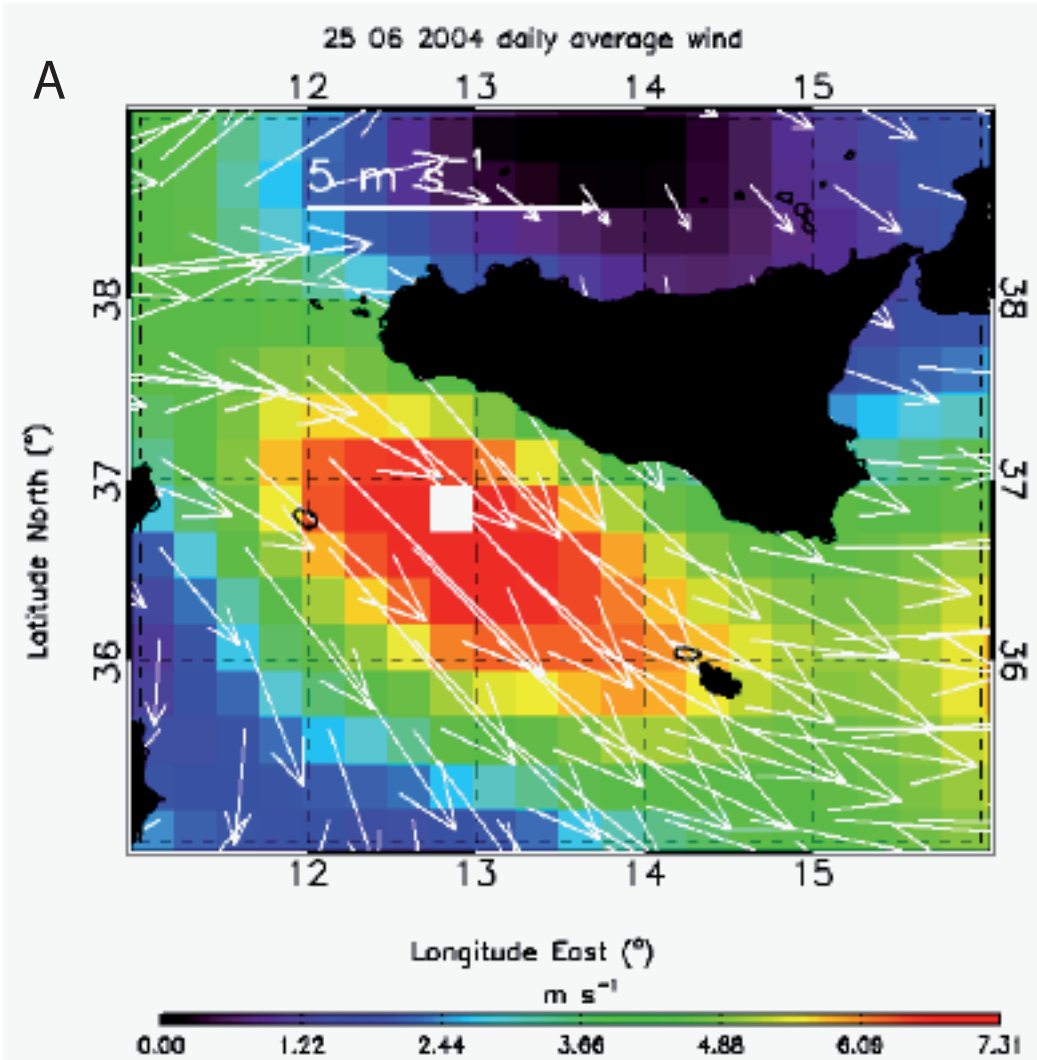 25 06 2004 daily average wind
A
12 13 14 15
5 m s⁻¹
38 38
37 37
36 36
Latitude North (°)
12 13 14 15
Longitude East (°)
m s⁻¹
0.00 1.22 2.44 3.66 4.88 6.09 7.31